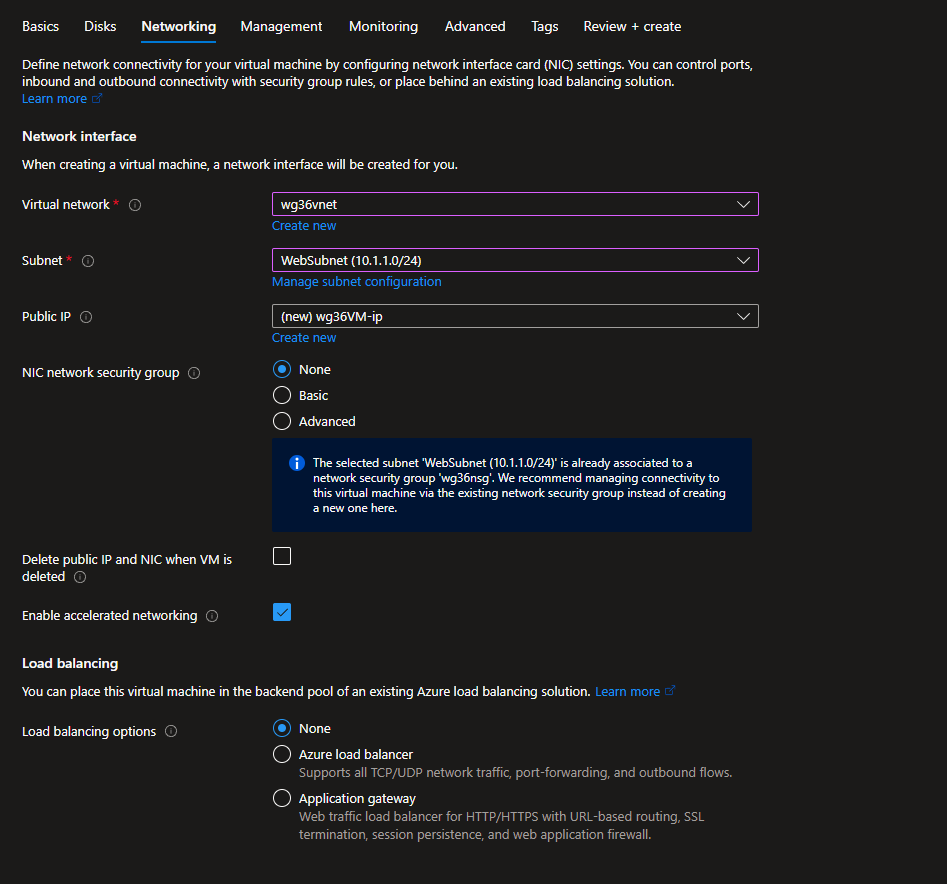 Basics Disks Networking Management Monitoring Advanced Tags Review + create
Define network connectivity for your virtual machine by configuring network interface card (NIC) settings. You can control ports,
inbound and outbound connectivity with security group rules, or place behind an existing load balancing solution.
Learn more
Network interface
When creating a virtual machine, a network interface will be created for you.
Virtual network *
wg36vnet
Create new
Subnet *
WebSubnet (10.1.1.0/24)
Manage subnet configuration
Public IP
(new) wg36VM-ip
Create new
NIC network security group
None
Basic
Advanced
The selected subnet 'WebSubnet (10.1.1.0/24)' is already associated to a
network security group 'wg36nsg'. We recommend managing connectivity to
this virtual machine via the existing network security group instead of creating
a new one here.
Delete public IP and NIC when VM is
deleted
Enable accelerated networking
Load balancing
You can place this virtual machine in the backend pool of an existing Azure load balancing solution. Learn more
Load balancing options
None
Azure load balancer
Supports all TCP/UDP network traffic, port-forwarding, and outbound flows.
Application gateway
Web traffic load balancer for HTTP/HTTPS with URL-based routing, SSL
termination, session persistence, and web application firewall.